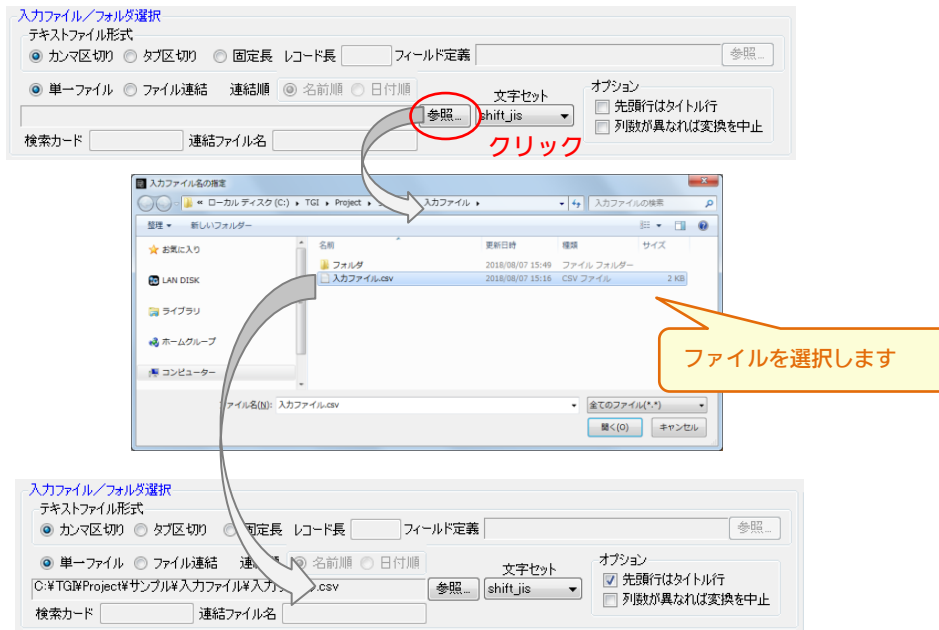 入力ファイル/フォルダ選択
テキストファイル形式
カンマ区切り タブ区切り 固定長 レコード長 フィールド定義 参照...
単一ファイル ファイル連結 連結順 名前順 日付順
オプション
文字セット
先頭行はタイトル行
参照... shift_jis
列数が異なれば変換を中止
検索カード 連結ファイル名
クリック
入力ファイル名の指定
« ローカル ディスク (C:) ▸ TGI ▸ Project ▸ 入力ファイル ▸ 入力ファイルの検索
整理 ▼ 新しいフォルダー
お気に入り
LAN DISK
ライブラリ
ホームグループ
コンピューター
名前 更新日時 種類 サイズ
フォルダ 2018/08/07 15:49 ファイル フォルダー
入力ファイル.csv 2018/08/07 15:16 CSV ファイル 2 KB
ファイルを選択します
ァイル名(N): 入力ファイル.csv 全てのファイル(*.*)
開く(O) キャンセル
入力ファイル/フォルダ選択
テキストファイル形式
カンマ区切り タブ区切り 固定長 レコード長 フィールド定義 参照...
単一ファイル ファイル連結 名前順 日付順
オプション
文字セット
先頭行はタイトル行
C:¥TGI¥Project¥サンプル¥入力ファイル¥入力 .csv 参照... shift_jis
列数が異なれば変換を中止
検索カード 連結ファイル名